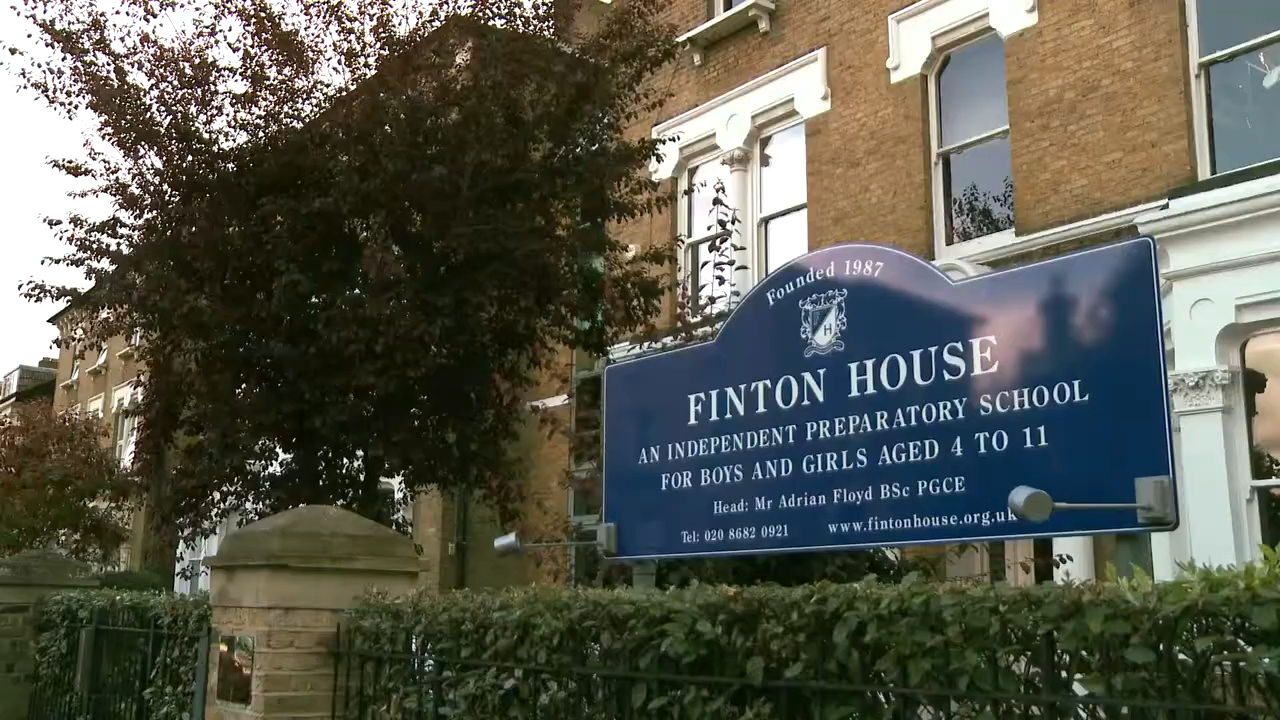 Founded 1987
H
FINTON HOUSE
AN INDEPENDENT PREPARATORY SCHOOL
FOR BOYS AND GIRLS AGED 4 TO 11
Head: Mr Adrian Floyd BSc PGCE
Tel: 020 8682 0921 www.fintonhouse.org.uk